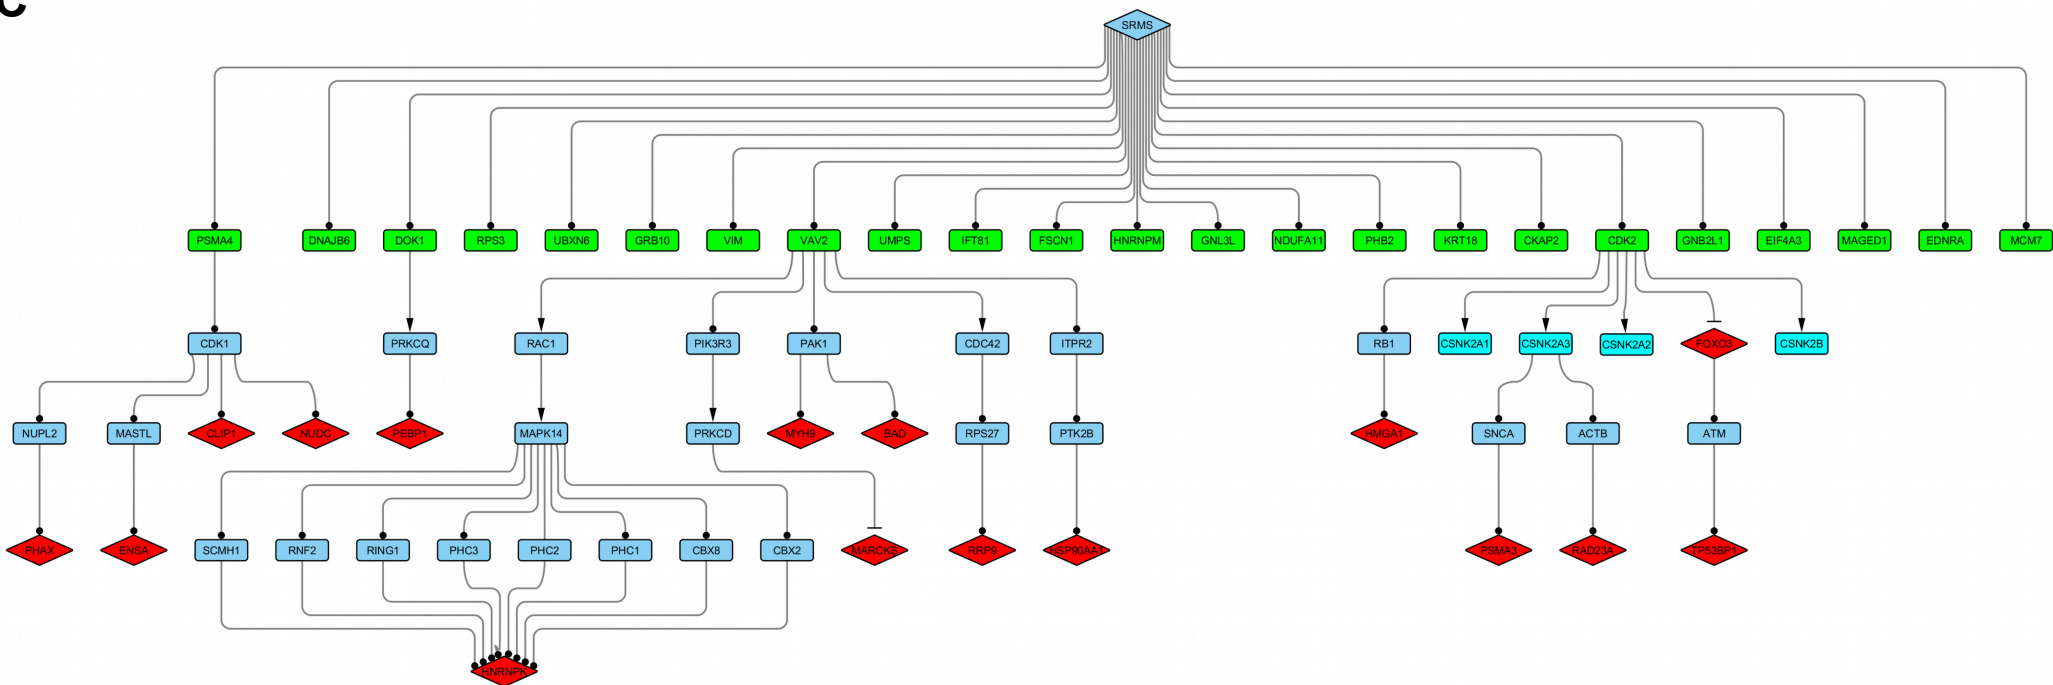 C
SRMS
PSMA4 DNAJB6 DOK1 RPS3 UBXN6 GRB10 VIM VAV2 UMPS IFT81 FSCN1 HNRNPM GNL3L NDUFA11 PHB2 KRT18 CKAP2 CDK2 GNB2L1 EIF4A3 MAGED1 EDNRA MCM7
CDK1 PRKCQ RAC1 PIK3R3 PAK1 CDC42 ITPR2 RB1 CSNK2A1 CSNK2A3 CSNK2A2 FOXO3 CSNK2B
NUPL2 MASTL CLIP1 NUDC PEBP1 MAPK14 PRKCD MYH9 BAD RPS27 PTK2B HMGA1 SNCA ACTB ATM
PHAX ENSA SCMH1 RNF2 RING1 PHC3 PHC2 PHC1 CBX8 CBX2 MARCKS RRP9 HSP90AA1 PSMA3 RAD23A TP53BP1
HNRNPK